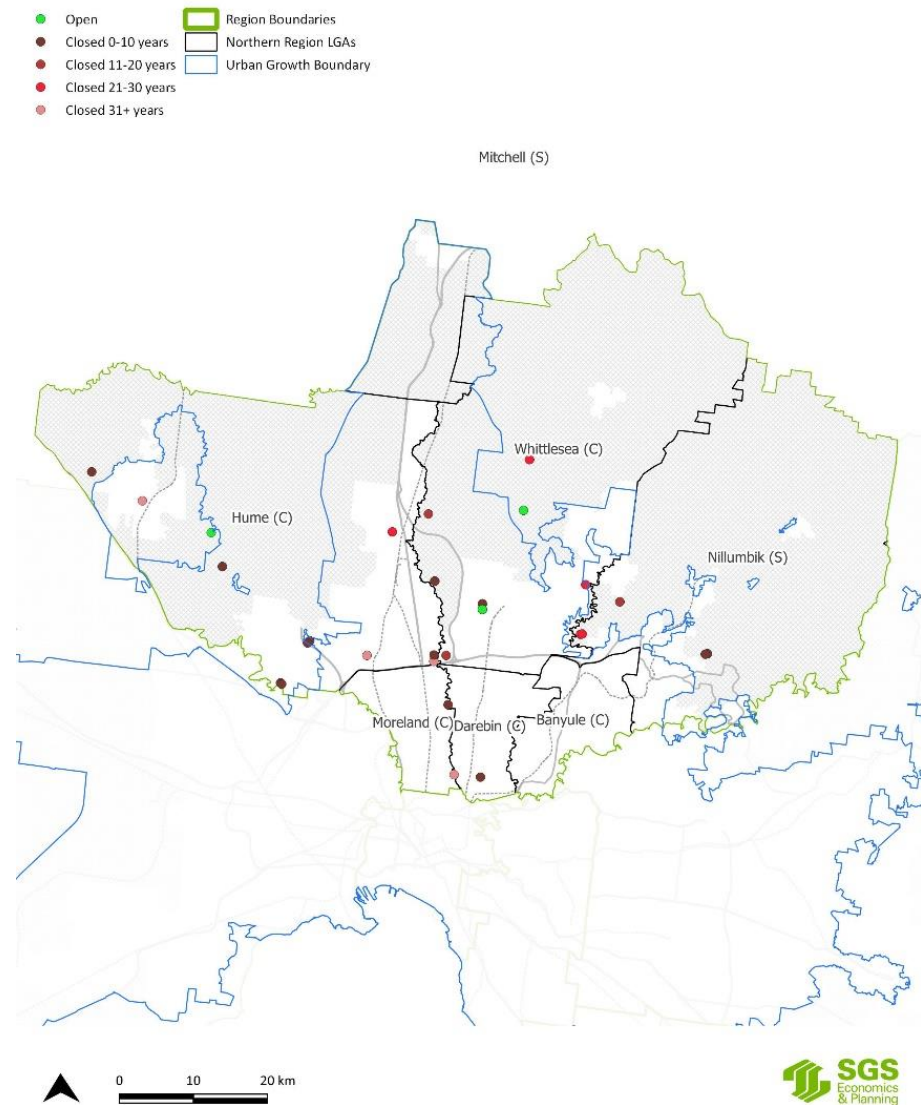 Open
Closed 0-10 years
Closed 11-20 years
Closed 21-30 years
Closed 31+ years
Region Boundaries
Northern Region LGAs
Urban Growth Boundary
Mitchell (S)
Whittlesea (C)
Hume (C)
Nillumbik (S)
Moreland (C)
Darebin (C)
Banyule (C)
0 10 20 km
SGS
Economics
& Planning